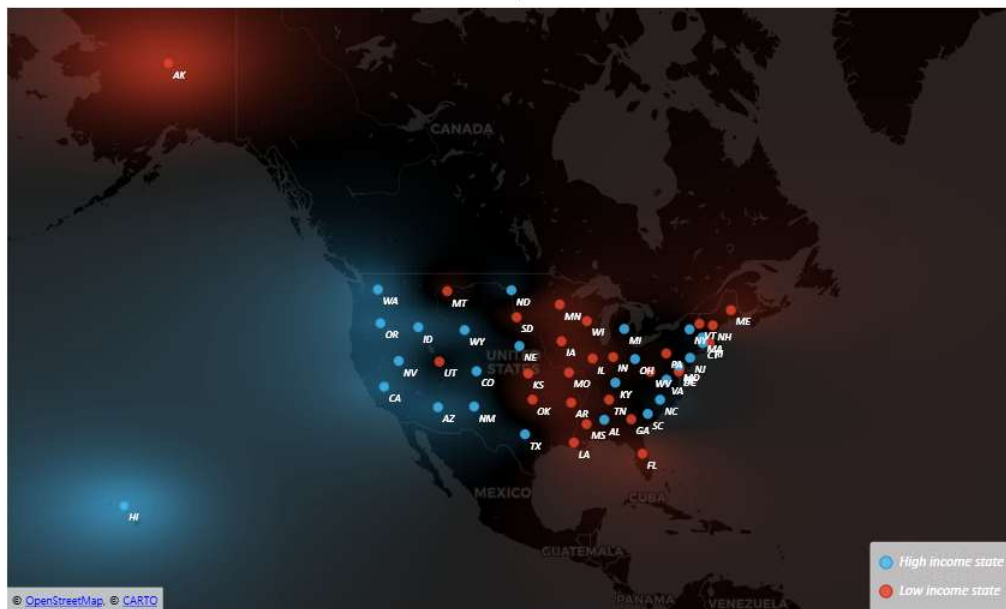 AK
CANADA
WA
MT
ND
MN
ME
OR
ID
WY
SD
WI
MI
NY
VT
NH
MA
CT
RI
NV
UT
UNITED
STATES
NE
IA
IL
IN
OH
PA
NJ
CA
CO
KS
MO
KY
WV
MD
DE
VA
AZ
NM
OK
AR
TN
NC
TX
MS
AL
GA
SC
LA
FL
MEXICO
CUBA
HI
GUATEMALA
High income state
Low income state
© OpenStreetMap, © CARTO
PANAMA
VENEZUELA